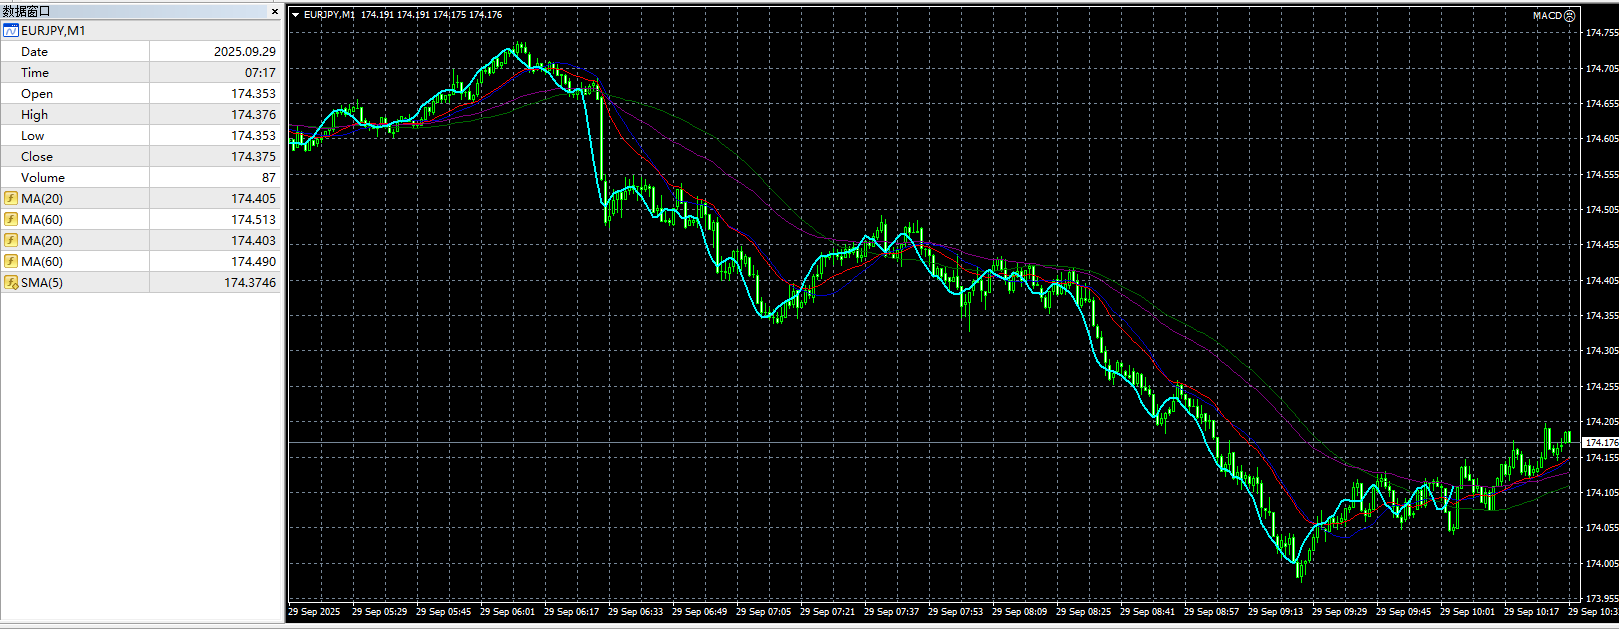 数据窗口 ×
EURJPY,M1
Date 2025.09.29
Time 07:17
Open 174.353
High 174.376
Low 174.353
Close 174.375
Volume 87
MA(20) 174.405
MA(60) 174.513
MA(20) 174.403
MA(60) 174.490
SMA(5) 174.3746
EURJPY,M1 174.191 174.191 174.175 174.176
MACD
174.755
174.705
174.655
174.605
174.555
174.505
174.455
174.405
174.355
174.305
174.255
174.205
174.176
174.155
174.105
174.055
174.005
173.955
29 Sep 2025 29 Sep 05:29 29 Sep 05:45 29 Sep 06:01 29 Sep 06:17 29 Sep 06:33 29 Sep 06:49 29 Sep 07:05 29 Sep 07:21 29 Sep 07:37 29 Sep 07:53 29 Sep 08:09 29 Sep 08:25 29 Sep 08:41 29 Sep 08:57 29 Sep 09:13 29 Sep 09:29 29 Sep 09:45 29 Sep 10:01 29 Sep 10:17 29 Sep 10:3